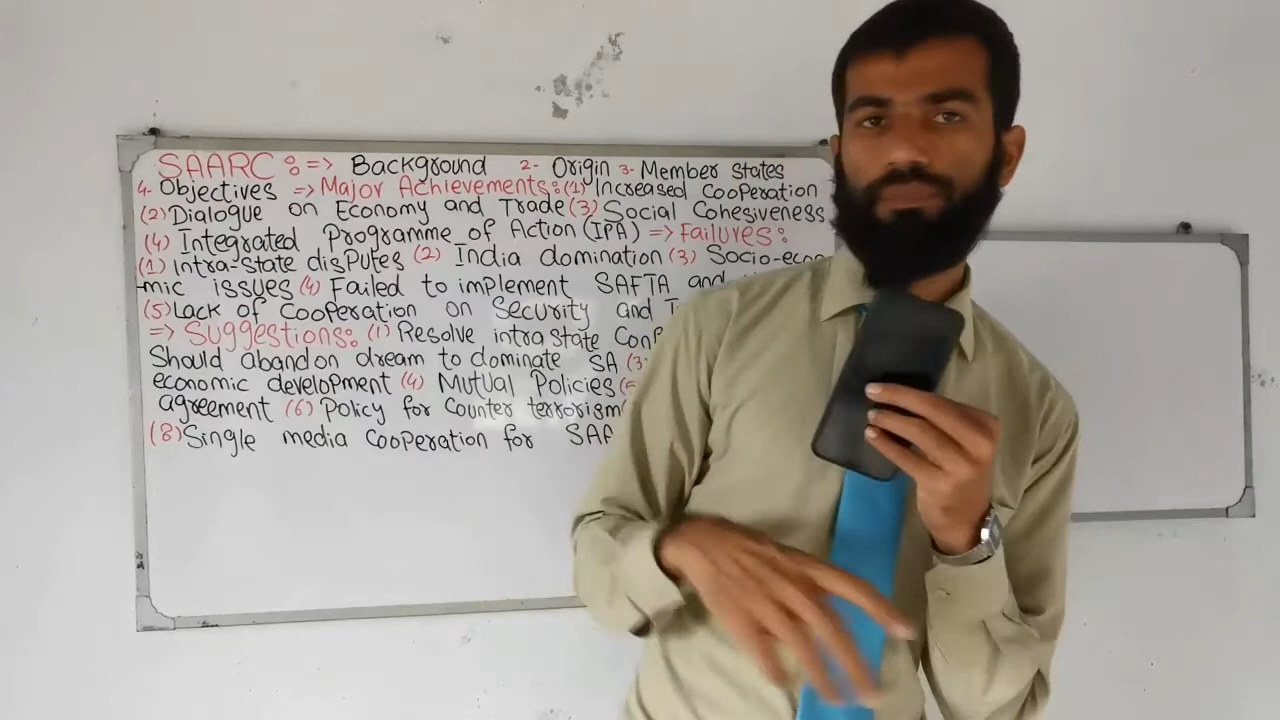 SAARC :=> Background 2- Origin 3- Member states
4. Objectives => Major Achievements:(1) Increased Cooperation
(2) Dialogue on Economy and Trade (3) Social Cohesiveness
(4) Integrated Programme of Action (IPA) => Failures:
(1) Intra-state disputes (2) India domination (3) Socio-econo
-mic issues (4) Failed to implement SAFTA and
(5) Lack of Cooperation on Security and
=> Suggestions: (1) Resolve intra state
Should abandon dream to dominate SA (3)
economic development (4) Mutual Policies
agreement (6) Policy for Counter terrorism
(8) Single media Cooperation for